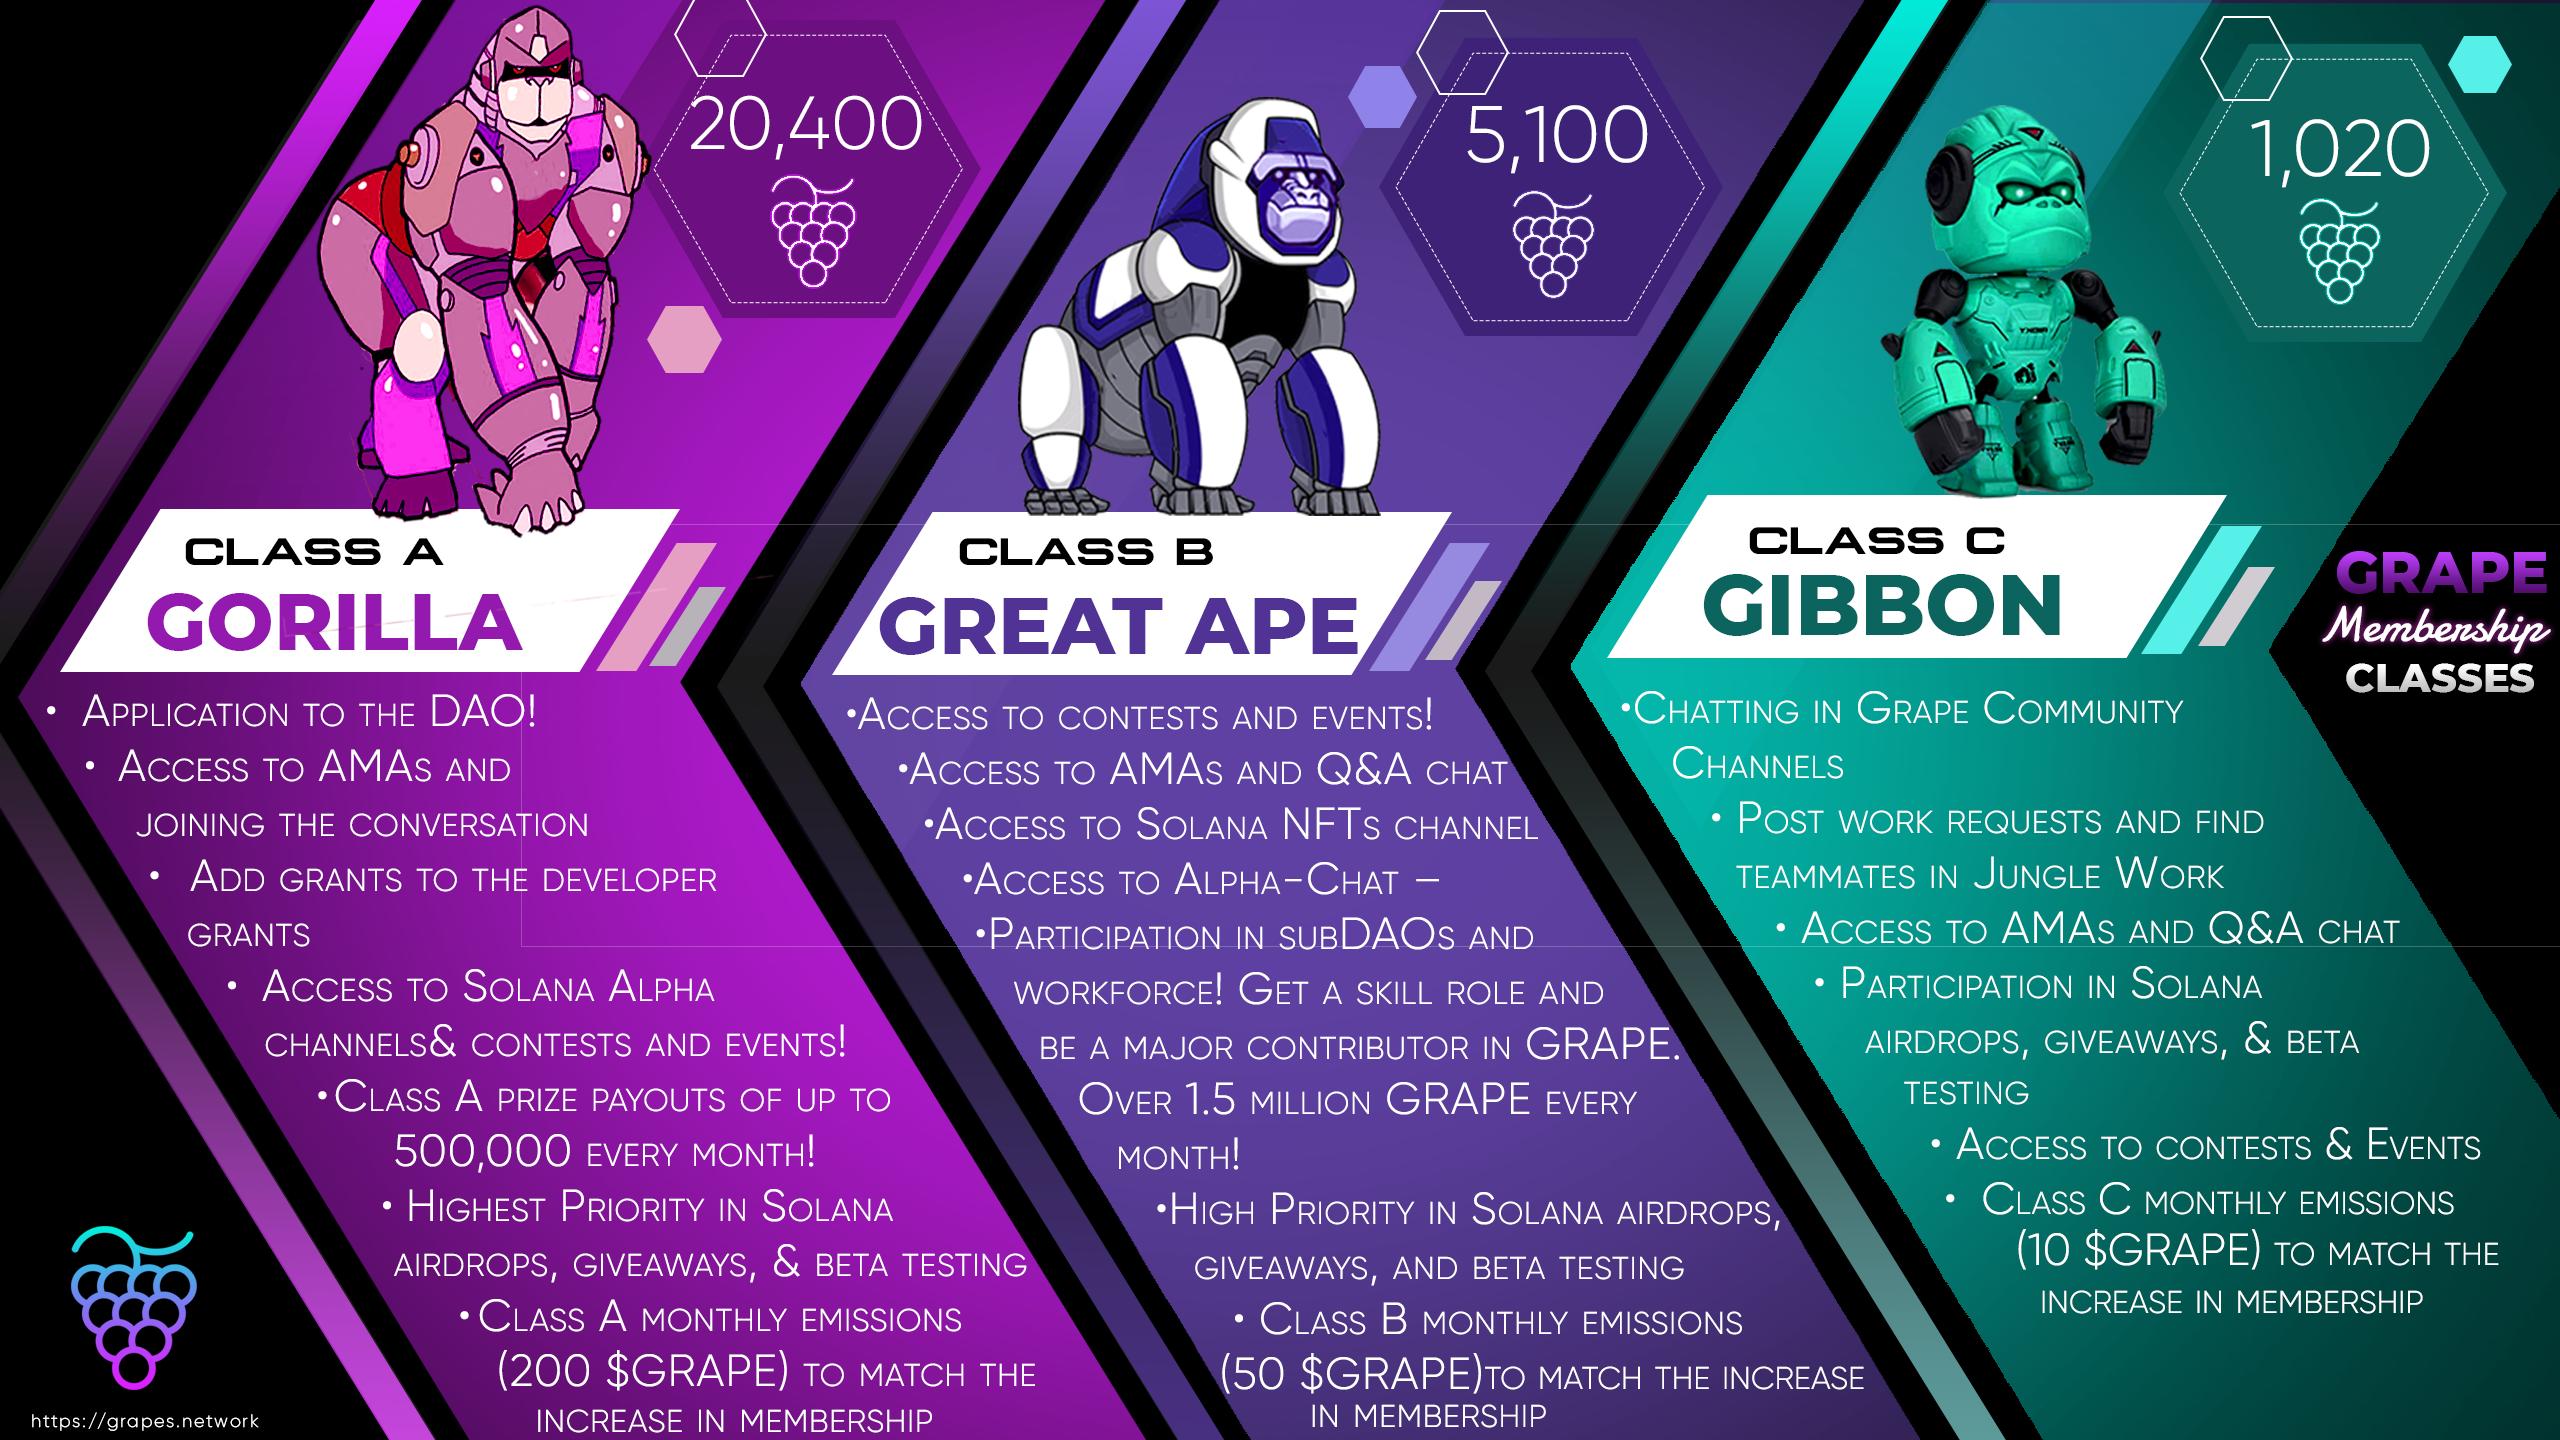 20,400
CLASS A
GORILLA
• Application to the DAO!
• Access to AMAs and
joining the conversation
• Add grants to the developer
grants
• Access to Solana Alpha
channels& contests and events!
•Class A prize payouts of up to
500,000 every month!
• Highest Priority in Solana
airdrops, giveaways, & beta testing
•Class A monthly emissions
(200 $GRAPE) to match the
increase in membership
5,100
CLASS B
GREAT APE
•Access to contests and events!
•Access to AMAs and Q&A chat
•Access to Solana NFTs channel
•Access to Alpha-Chat –
•Participation in subDAOs and
workforce! Get a skill role and
be a major contributor in GRAPE.
Over 1.5 million GRAPE every
month!
•High Priority in Solana airdrops,
giveaways, and beta testing
• Class B monthly emissions
(50 $GRAPE)to match the increase
in membership
1,020
CLASS C
GIBBON
•Chatting in Grape Community
Channels
• Post work requests and find
teammates in Jungle Work
• Access to AMAs and Q&A chat
• Participation in Solana
airdrops, giveaways, & beta
testing
• Access to contests & Events
• Class C monthly emissions
(10 $GRAPE) to match the
increase in membership
GRAPE
Membership
CLASSES
https://grapes.network